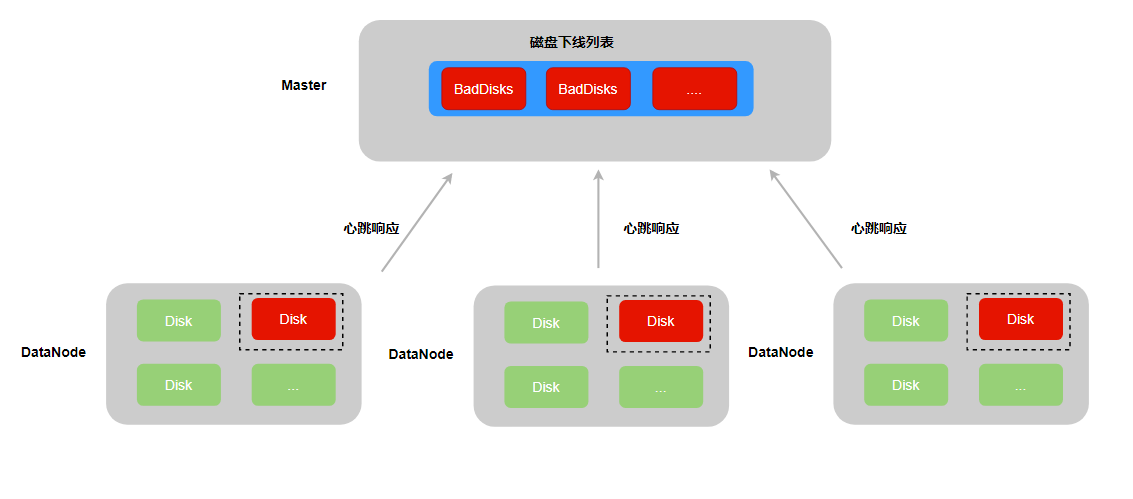 磁盘下线列表
Master
BadDisks
BadDisks
....
心跳响应
心跳响应
心跳响应
DataNode
Disk
Disk
Disk
...
DataNode
Disk
Disk
Disk
...
DataNode
Disk
Disk
Disk
...